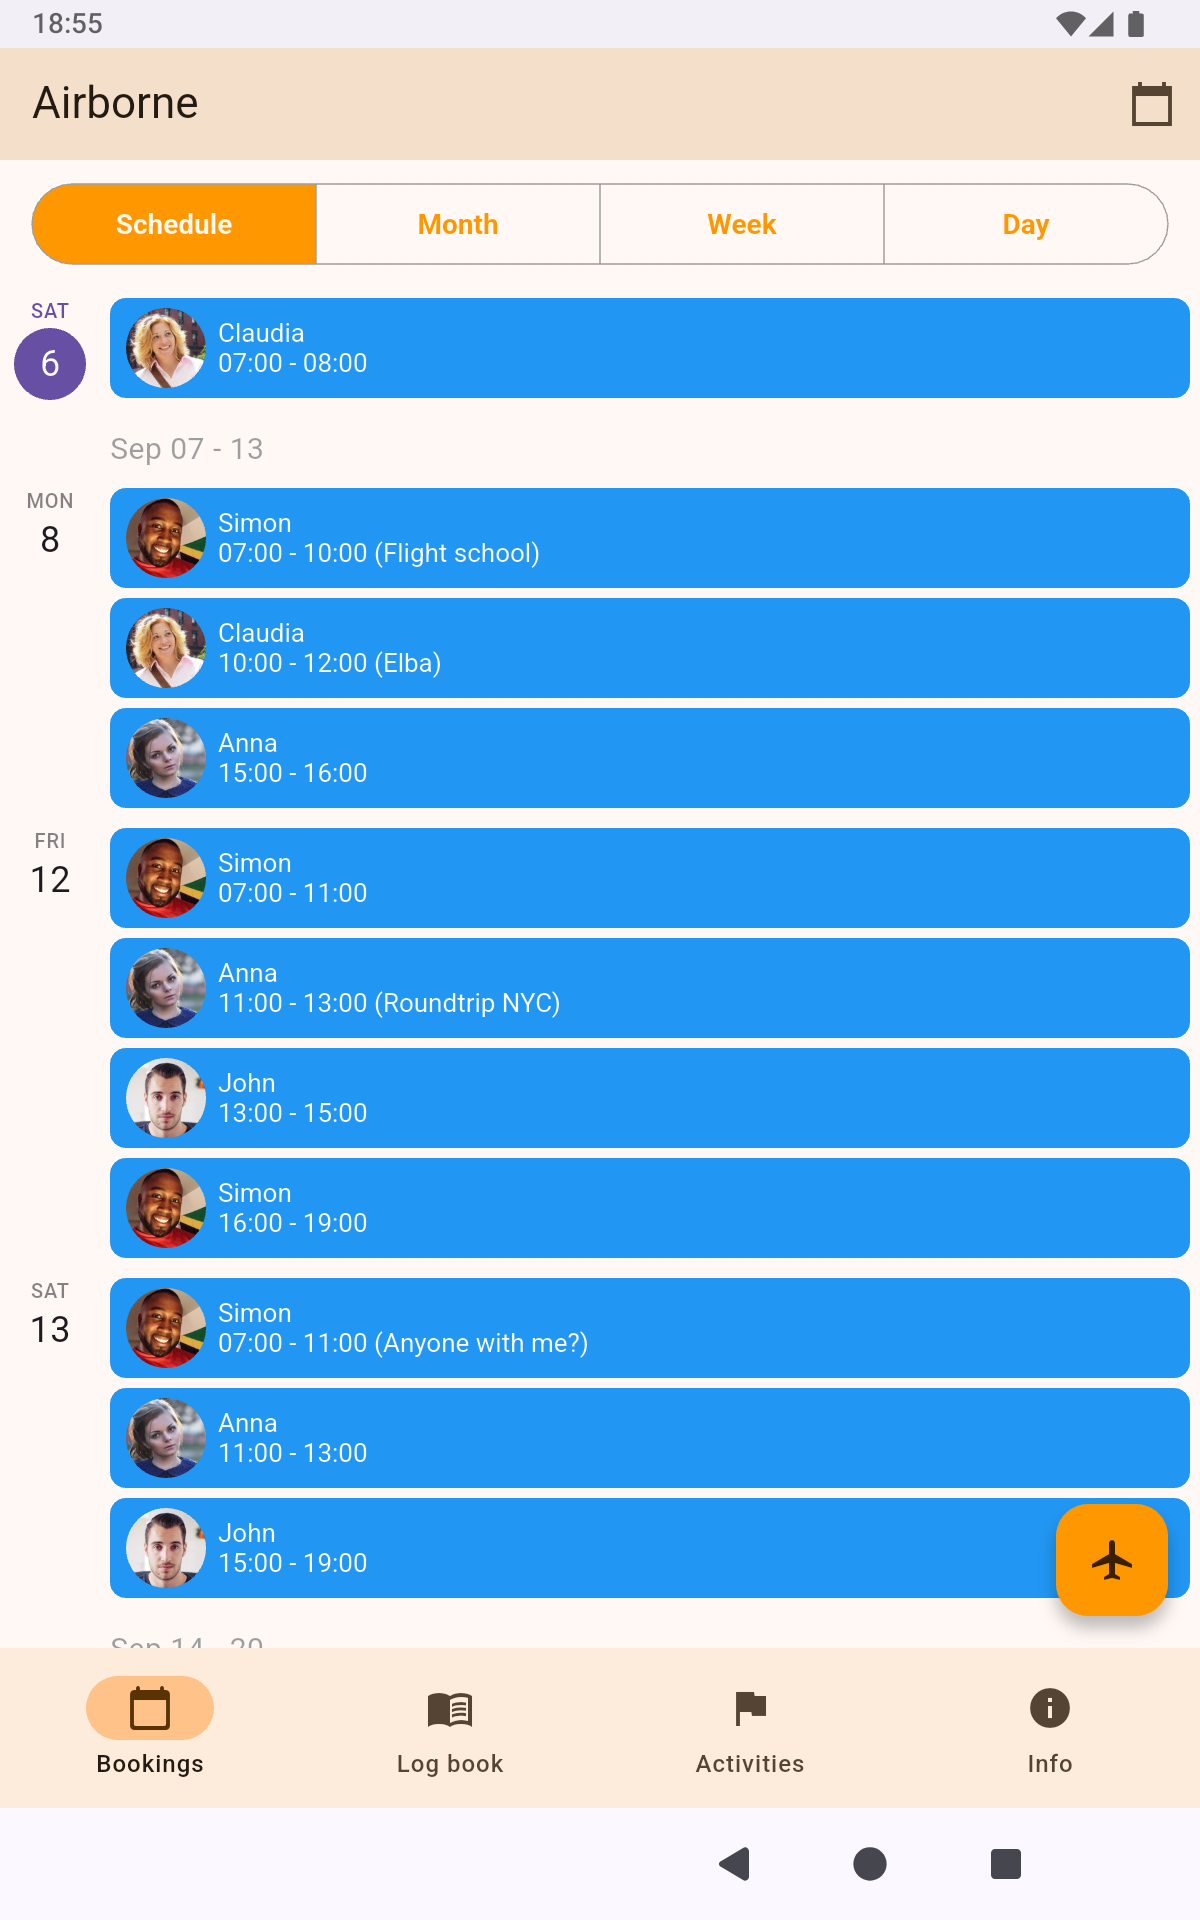 18:55
Airborne
Schedule
Month
Week
Day
SAT
6
Claudia
07:00 - 08:00
Sep 07 - 13
MON
8
Simon
07:00 - 10:00 (Flight school)
Claudia
10:00 - 12:00 (Elba)
Anna
15:00 - 16:00
FRI
12
Simon
07:00 - 11:00
Anna
11:00 - 13:00 (Roundtrip NYC)
John
13:00 - 15:00
Simon
16:00 - 19:00
SAT
13
Simon
07:00 - 11:00 (Anyone with me?)
Anna
11:00 - 13:00
John
15:00 - 19:00
Sep 14 - 20
Bookings
Log book
Activities
Info